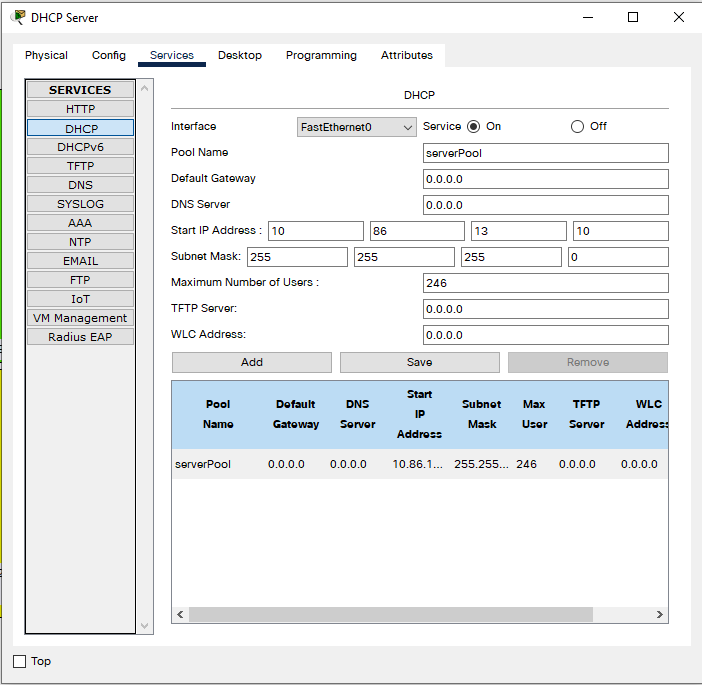 DHCP Server
Physical Config Services Desktop Programming Attributes
SERVICES
HTTP
DHCP
DHCPv6
TFTP
DNS
SYSLOG
AAA
NTP
EMAIL
FTP
IoT
VM Management
Radius EAP
DHCP
Interface FastEthernet0 Service On Off
Pool Name serverPool
Default Gateway 0.0.0.0
DNS Server 0.0.0.0
Start IP Address : 10 86 13 10
Subnet Mask: 255 255 255 0
Maximum Number of Users : 246
TFTP Server: 0.0.0.0
WLC Address: 0.0.0.0
Add Save Remove
Pool Name
Default Gateway
DNS Server
Start IP Address
Subnet Mask
Max User
TFTP Server
WLC Address
serverPool 0.0.0.0 0.0.0.0 10.86.1... 255.255... 246 0.0.0.0 0.0.0.0
Top